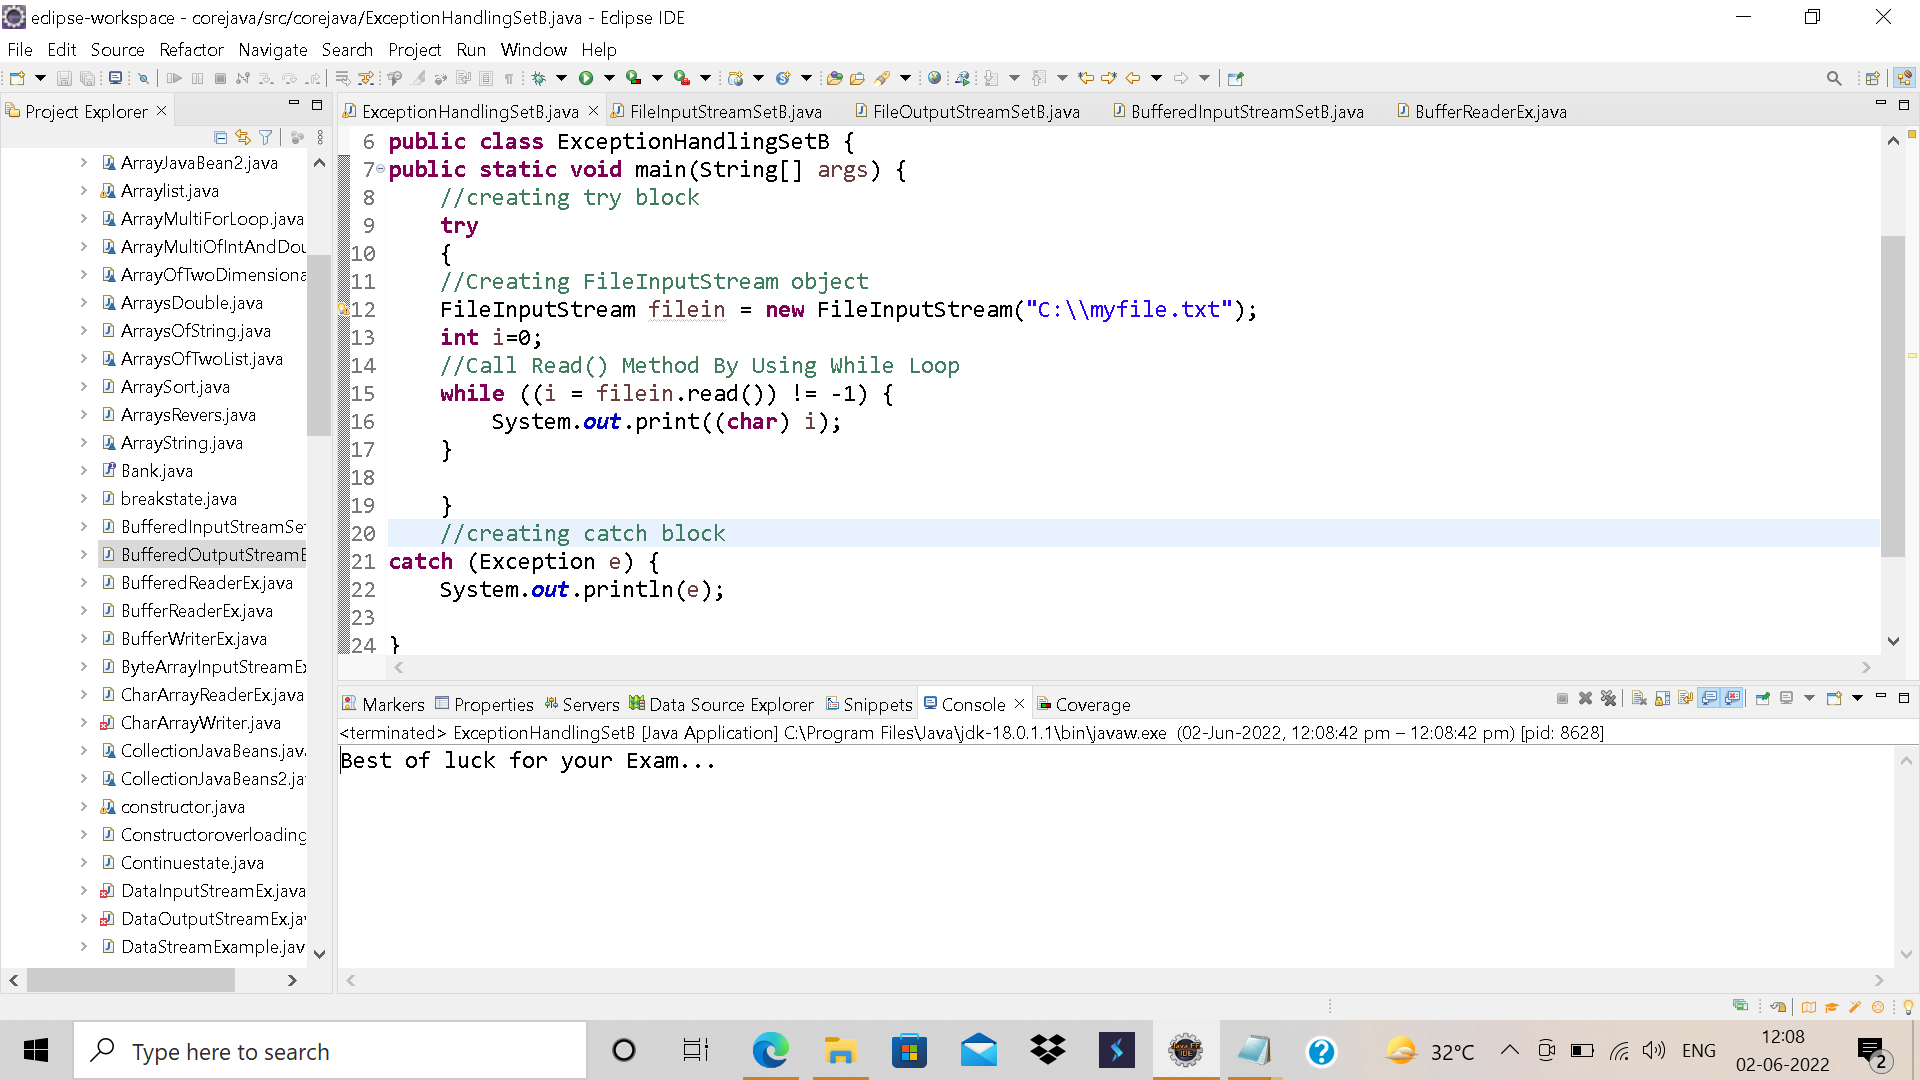 eclipse-workspace - corejava/src/corejava/ExceptionHandlingSetB.java - Eclipse IDE
File Edit Source Refactor Navigate Search Project Run Window Help
Project Explorer
ArrayJavaBean2.java
Arraylist.java
ArrayMultiForLoop.java
ArrayMultiOfIntAndDou
ArrayOfTwoDimensiona
ArraysDouble.java
ArraysOfString.java
ArraysOfTwoList.java
ArraySort.java
ArraysRevers.java
ArrayString.java
Bank.java
breakstate.java
BufferedInputStreamSet
BufferedOutputStreamE
BufferedReaderEx.java
BufferReaderEx.java
BufferWriterEx.java
ByteArrayInputStreamEx
CharArrayReaderEx.java
CharArrayWriter.java
CollectionJavaBeans.java
CollectionJavaBeans2.ja
constructor.java
Constructoroverloading
Continuestate.java
DataInputStreamEx.java
DataOutputStreamEx.jav
DataStreamExample.jav
ExceptionHandlingSetB.java FileInputStreamSetB.java FileOutputStreamSetB.java BufferedInputStreamSetB.java BufferReaderEx.java
6 public class ExceptionHandlingSetB {
7 public static void main(String[] args) {
8 //creating try block
9 try
10 {
11 //Creating FileInputStream object
12 FileInputStream filein = new FileInputStream("C:\\myfile.txt");
13 int i=0;
14 //Call Read() Method By Using While Loop
15 while ((i = filein.read()) != -1) {
16 System.out.print((char) i);
17 }
18
19 }
20 //creating catch block
21 catch (Exception e) {
22 System.out.println(e);
23
24 }
Markers Properties Servers Data Source Explorer Snippets Console Coverage
<terminated> ExceptionHandlingSetB [Java Application] C:\Program Files\Java\jdk-18.0.1.1\bin\javaw.exe (02-Jun-2022, 12:08:42 pm – 12:08:42 pm) [pid: 8628]
Best of luck for your Exam...
Type here to search
Java EE
IDE
32°C
ENG
12:08
02-06-2022
2